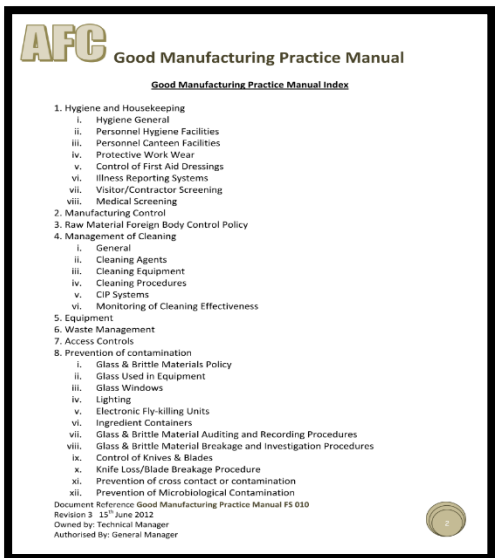 AFC Good Manufacturing Practice Manual
Good Manufacturing Practice Manual Index
1. Hygiene and Housekeeping
i. Hygiene General
ii. Personnel Hygiene Facilities
iii. Personnel Canteen Facilities
iv. Protective Work Wear
v. Control of First Aid Dressings
vi. Illness Reporting Systems
vii. Visitor/Contractor Screening
viii. Medical Screening
2. Manufacturing Control
3. Raw Material Foreign Body Control Policy
4. Management of Cleaning
i. General
ii. Cleaning Agents
iii. Cleaning Equipment
iv. Cleaning Procedures
v. CIP Systems
vi. Monitoring of Cleaning Effectiveness
5. Equipment
6. Waste Management
7. Access Controls
8. Prevention of contamination
i. Glass & Brittle Materials Policy
ii. Glass Used in Equipment
iii. Glass Windows
iv. Lighting
v. Electronic Fly-killing Units
vi. Ingredient Containers
vii. Glass & Brittle Material Auditing and Recording Procedures
viii. Glass & Brittle Material Breakage and Investigation Procedures
ix. Control of Knives & Blades
x. Knife Loss/Blade Breakage Procedure
xi. Prevention of cross contact or contamination
xii. Prevention of Microbiological Contamination
Document Reference Good Manufacturing Practice Manual FS 010
Revision 3 15th June 2012
Owned by: Technical Manager
Authorised By: General Manager
2